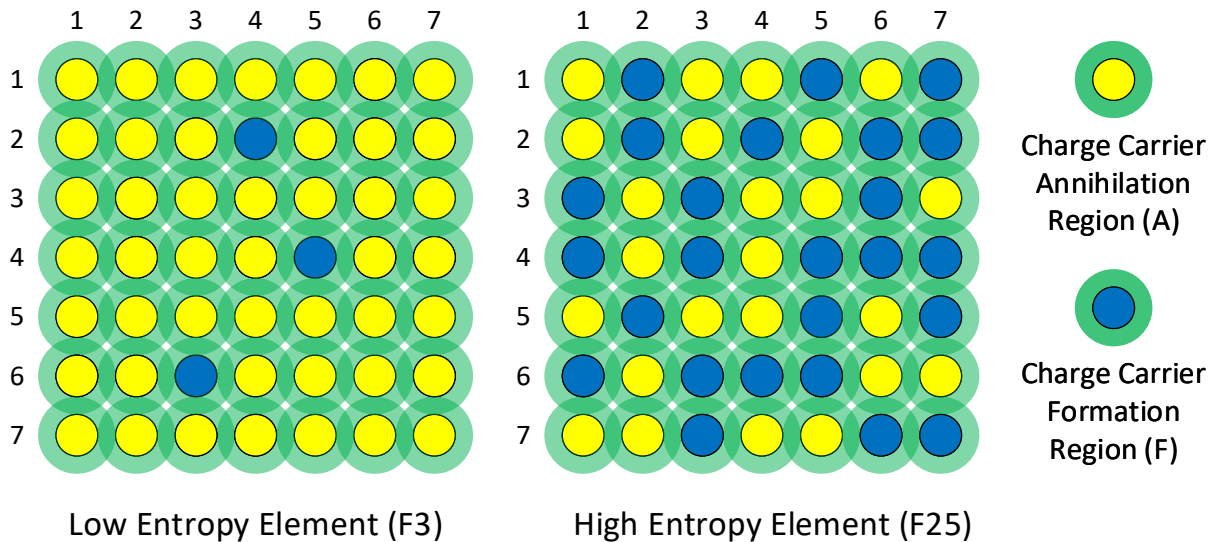 1 2 3 4 5 6 7
1
2
3
4
5
6
7
Low Entropy Element (F3)
1 2 3 4 5 6 7
1
2
3
4
5
6
7
High Entropy Element (F25)
Charge Carrier
Annihilation
Region (A)
Charge Carrier
Formation
Region (F)